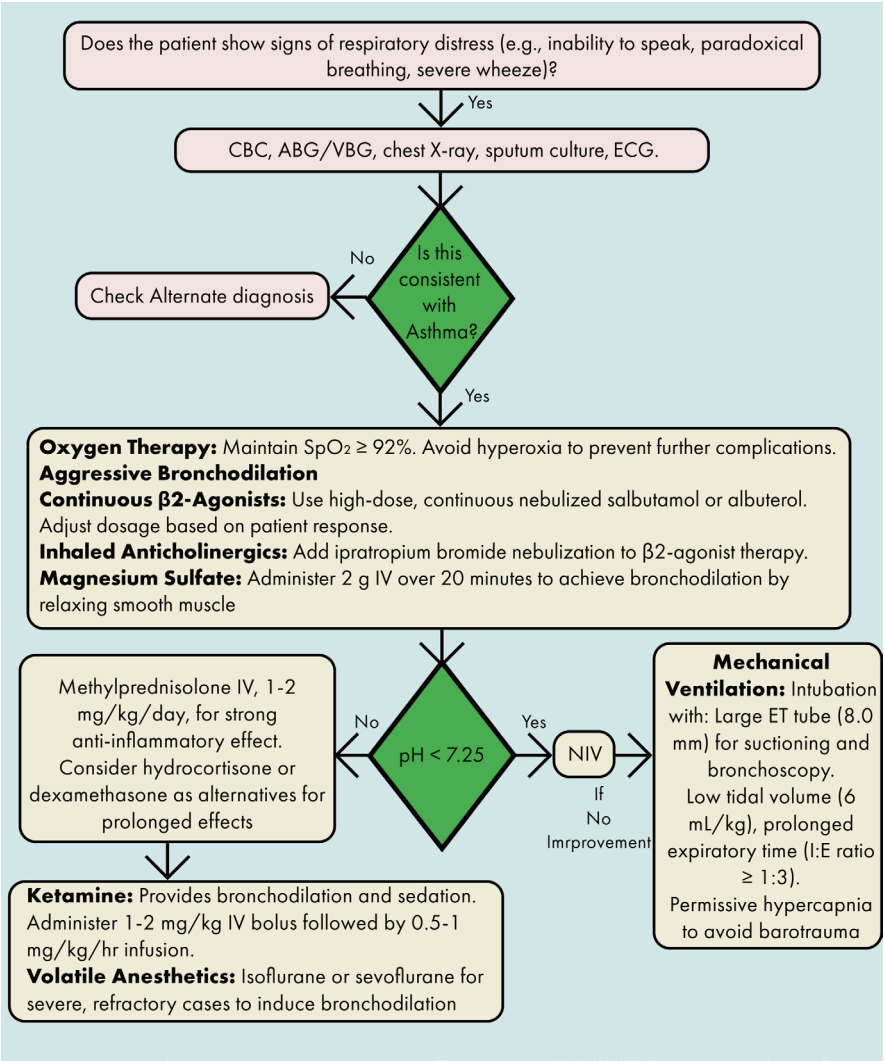 Does the patient show signs of respiratory distress (e.g., inability to speak, paradoxical
breathing, severe wheeze)?
Yes
CBC, ABG/VBG, chest X-ray, sputum culture, ECG.
Is this
consistent
with
Asthma?
No
Check Alternate diagnosis
Yes
Oxygen Therapy: Maintain SpO₂ ≥ 92%. Avoid hyperoxia to prevent further complications.
Aggressive Bronchodilation
Continuous β2-Agonists: Use high-dose, continuous nebulized salbutamol or albuterol.
Adjust dosage based on patient response.
Inhaled Anticholinergics: Add ipratropium bromide nebulization to β2-agonist therapy.
Magnesium Sulfate: Administer 2 g IV over 20 minutes to achieve bronchodilation by
relaxing smooth muscle
pH < 7.25
No
Methylprednisolone IV, 1-2
mg/kg/day, for strong
anti-inflammatory effect.
Consider hydrocortisone or
dexamethasone as alternatives for
prolonged effects
Ketamine: Provides bronchodilation and sedation.
Administer 1-2 mg/kg IV bolus followed by 0.5-1
mg/kg/hr infusion.
Volatile Anesthetics: Isoflurane or sevoflurane for
severe, refractory cases to induce bronchodilation
Yes
NIV
If
No
Imrprovement
Mechanical
Ventilation: Intubation
with: Large ET tube (8.0
mm) for suctioning and
bronchoscopy.
Low tidal volume (6
mL/kg), prolonged
expiratory time (I:E ratio
≥ 1:3).
Permissive hypercapnia
to avoid barotrauma